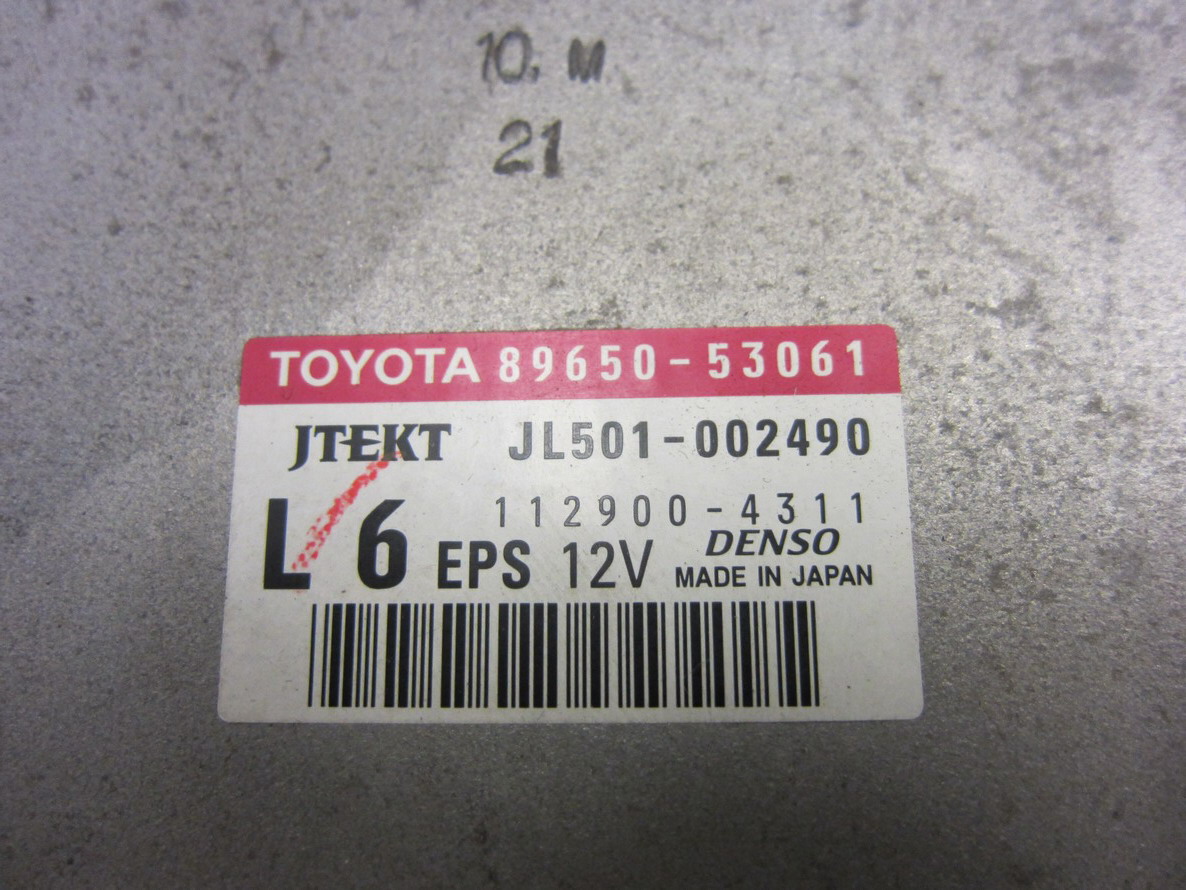 10. M
21
TOYOTA 89650-53061
JTEKT JL501-002490
L 6 112900-4311
EPS 12V DENSO
MADE IN JAPAN